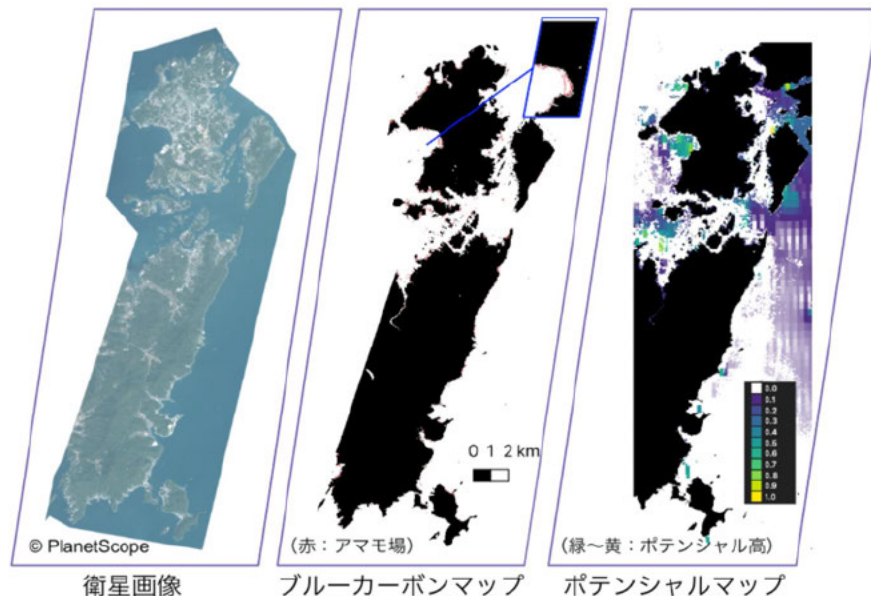 © PlanetScope
衛星画像
0 1 2 km
（赤：アマモ場）
ブルーカーボンマップ
0.0
0.1
0.2
0.3
0.4
0.5
0.6
0.7
0.8
0.9
1.0
（緑～黄：ポテンシャル高）
ポテンシャルマップ